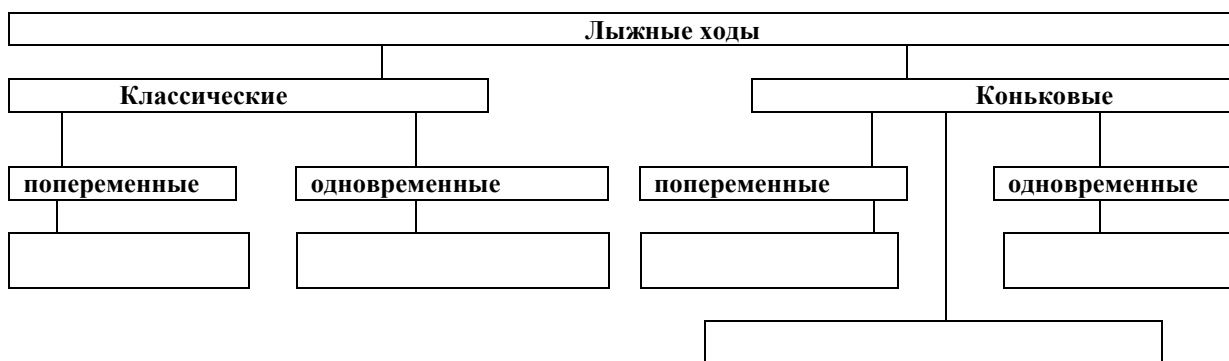 Лыжные ходы
Классические
Коньковые
попеременные
одновременные
попеременные
одновременные